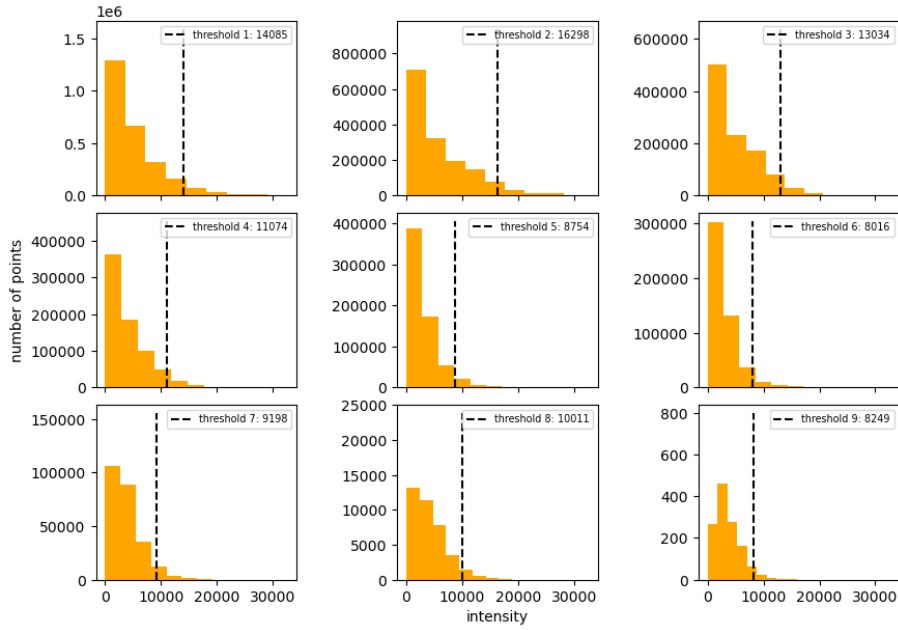 1e6
1.5
1.0
0.5
0.0
threshold 1: 14085
800000
600000
400000
200000
0
threshold 2: 16298
600000
400000
200000
0
threshold 3: 13034
number of points
400000
300000
200000
100000
0
threshold 4: 11074
400000
300000
200000
100000
0
threshold 5: 8754
300000
200000
100000
0
threshold 6: 8016
150000
100000
50000
0
threshold 7: 9198
0 10000 20000 30000
25000
20000
15000
10000
5000
0
threshold 8: 10011
0 10000 20000 30000
800
600
400
200
0
threshold 9: 8249
0 10000 20000 30000
intensity